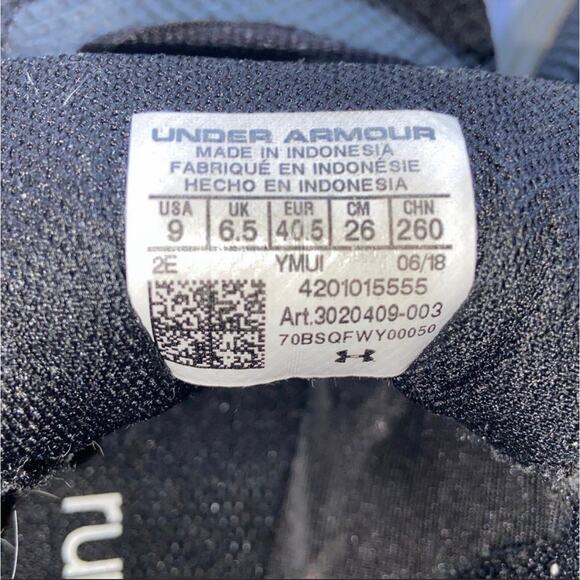 UNDER ARMOUR
MADE IN INDONESIA
FABRIQUÉ EN INDONÉSIE
HECHO EN INDONESIA
USA UK EUR CM CHN
9 6.5 40.5 26 260
2E YMUI 06/18
4201015555
Art.3020409-003
70BSQFWY00050
ru